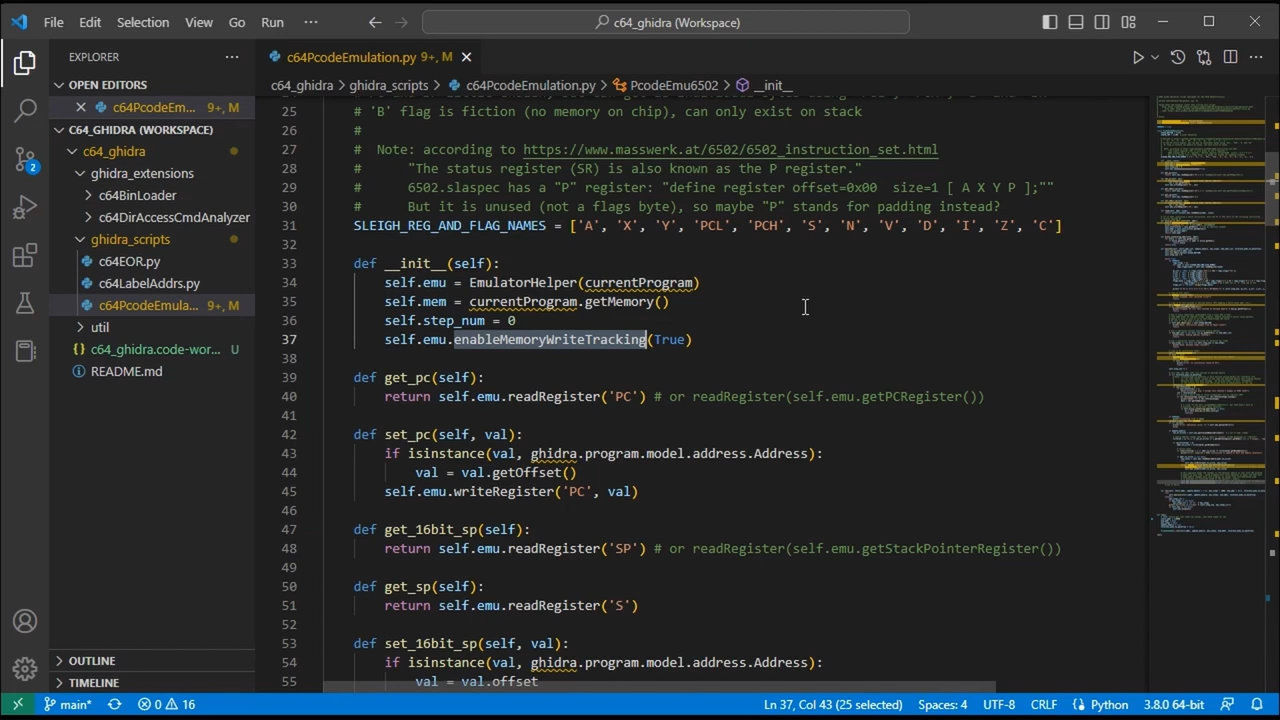 File Edit Selection View Go Run ··· c64_ghidra (Workspace)
EXPLORER ···
OPEN EDITORS
c64PcodeEm... 9+, M
C64_GHIDRA (WORKSPACE)
c64_ghidra
ghidra_extensions
c64BinLoader
c64DirAccessCmdAnalyzer
ghidra_scripts
c64EOR.py
c64LabelAddrs.py
c64PcodeEmula... 9+, M
util
{} c64_ghidra.code-wor... U
README.md
OUTLINE
TIMELINE
2
c64PcodeEmulation.py 9+, M
c64_ghidra > ghidra_scripts > c64PcodeEmulation.py > PcodeEmu6502 > __init__
25 # 'B' flag is fiction (no memory on chip), can only exist on stack
26 #
27 # Note: according to https://www.masswerk.at/6502/6502_instruction_set.html
28 # "The status register (SR) is also known as the P register."
29 # 6502.slaspec has a "P" register: "define register offset=0x00 size=1 [ A X Y P ];""
30 # But it is unused (not a flags byte), so maybe "P" stands for padding instead?
31 SLEIGH_REG_AND_FLAG_NAMES = ['A', 'X', 'Y', 'PCL', 'PCH', 'S', 'N', 'V', 'D', 'I', 'Z', 'C']
32
33 def __init__(self):
34 self.emu = EmulatorHelper(currentProgram)
35 self.mem = currentProgram.getMemory()
36 self.step_num = 0
37 self.emu.enableMemoryWriteTracking(True)
38
39 def get_pc(self):
40 return self.emu.readRegister('PC') # or readRegister(self.emu.getPCRegister())
41
42 def set_pc(self, val):
43 if isinstance(val, ghidra.program.model.address.Address):
44 val = val.getOffset()
45 self.emu.writeRegister('PC', val)
46
47 def get_16bit_sp(self):
48 return self.emu.readRegister('SP') # or readRegister(self.emu.getStackPointerRegister())
49
50 def get_sp(self):
51 return self.emu.readRegister('S')
52
53 def set_16bit_sp(self, val):
54 if isinstance(val, ghidra.program.model.address.Address):
55 val = val.offset
main* 0 16 Ln 37, Col 43 (25 selected) Spaces: 4 UTF-8 CRLF Python 3.8.0 64-bit